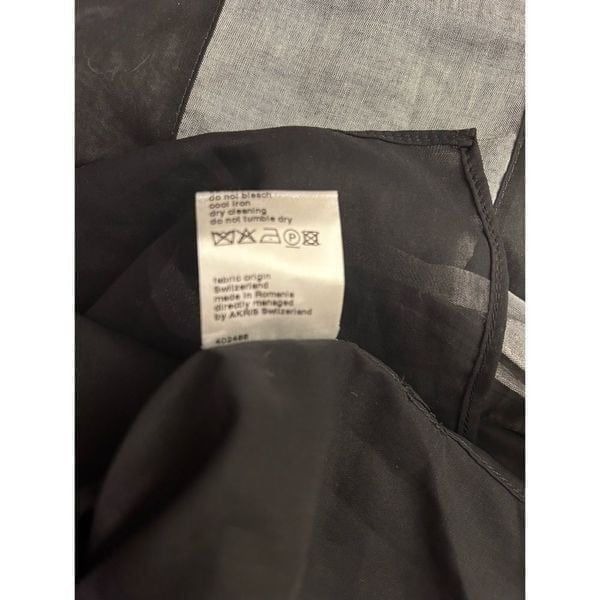 do not bleach
cool iron
dry cleaning
do not tumble dry
P
fabric origin
Switzerland
made in Romania
directly managed
by AKRIS Switzerland
402486